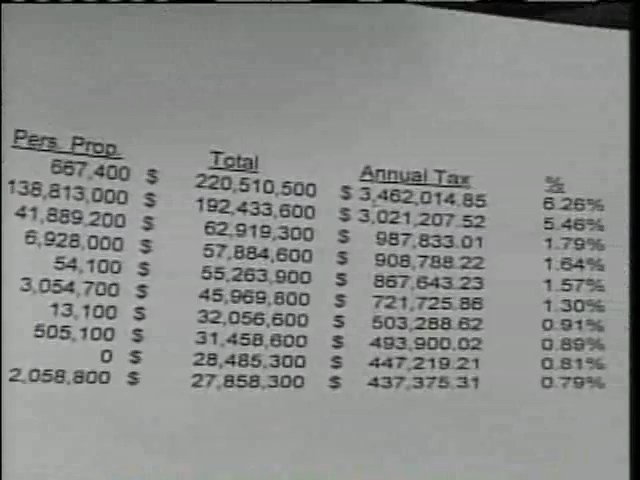 Pers. Prop. Total Annual Tax %
667,400 $ 220,510,500 $ 3,462,014.85 6.26%
138,813,000 $ 192,433,600 $ 3,021,207.52 5.46%
41,889,200 $ 62,919,300 $ 987,833.01 1.79%
6,928,000 $ 57,884,600 $ 908,788.22 1.64%
54,100 $ 55,263,900 $ 867,643.23 1.57%
3,054,700 $ 45,969,800 $ 721,725.86 1.30%
13,100 $ 32,056,600 $ 503,288.62 0.91%
505,100 $ 31,458,600 $ 493,900.02 0.89%
0 $ 28,485,300 $ 447,219.21 0.81%
2,058,800 $ 27,858,300 $ 437,375.31 0.79%